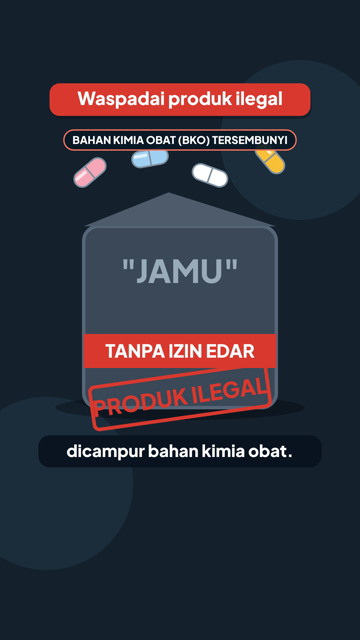 Waspadai produk ilegal
BAHAN KIMIA OBAT (BKO) TERSEMBUNYI
"JAMU"
TANPA IZIN EDAR
PRODUK ILEGAL
dicampur bahan kimia obat.